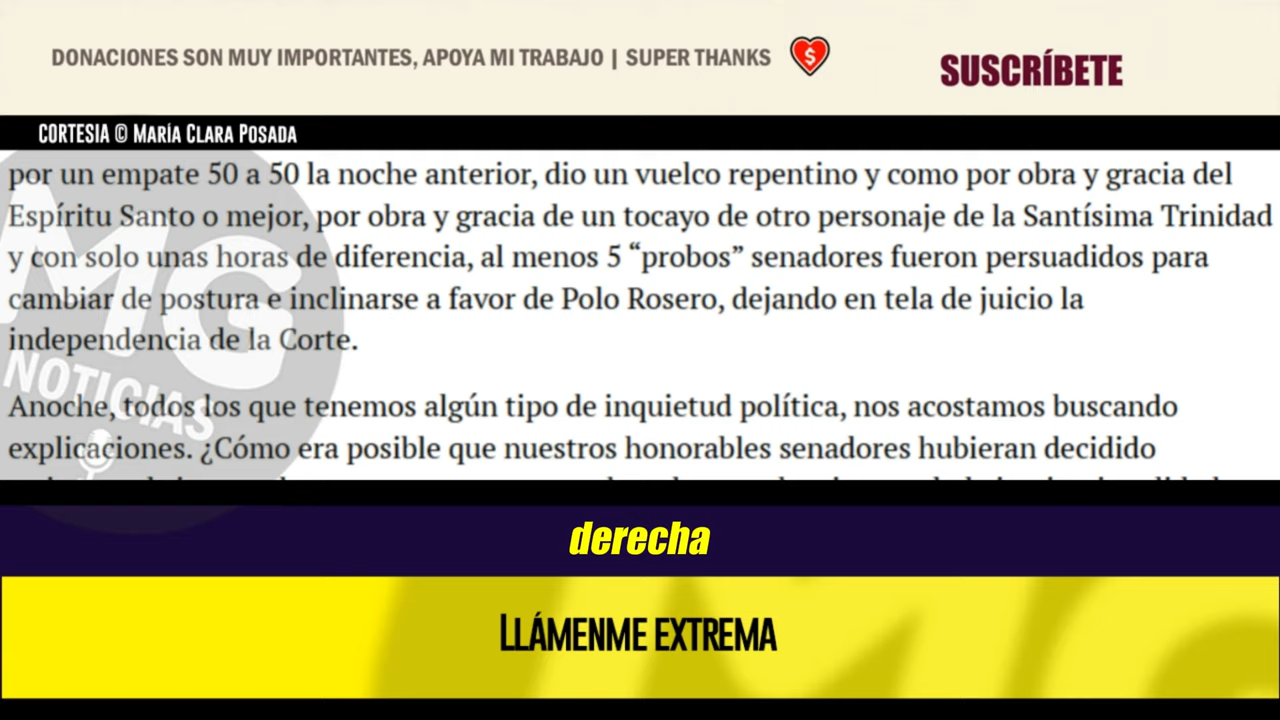 DONACIONES SON MUY IMPORTANTES, APOYA MI TRABAJO | SUPER THANKS $
SUSCRÍBETE
CORTESIA © MARÍA CLARA POSADA
por un empate 50 a 50 la noche anterior, dio un vuelco repentino y como por obra y gracia del
Espíritu Santo o mejor, por obra y gracia de un tocayo de otro personaje de la Santísima Trinidad
y con solo unas horas de diferencia, al menos 5 “probos” senadores fueron persuadidos para
cambiar de postura e inclinarse a favor de Polo Rosero, dejando en tela de juicio la
independencia de la Corte.
Anoche, todos los que tenemos algún tipo de inquietud política, nos acostamos buscando
explicaciones. ¿Cómo era posible que nuestros honorables senadores hubieran decidido
MG
NOTICIAS
derecha
LLÁMENME EXTREMA